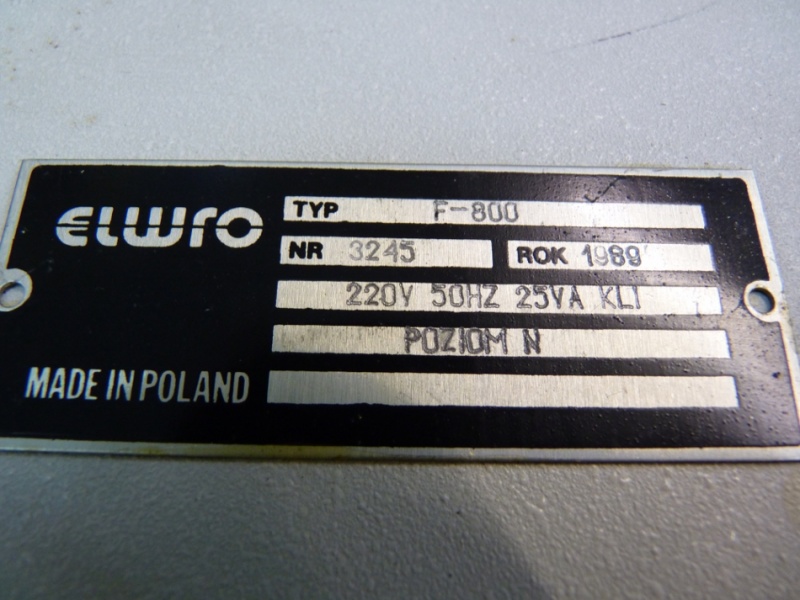 ELWRO
TYP F-800
NR 3245 ROK 1989
220V 50HZ 25VA KLI
POZIOM N
MADE IN POLAND